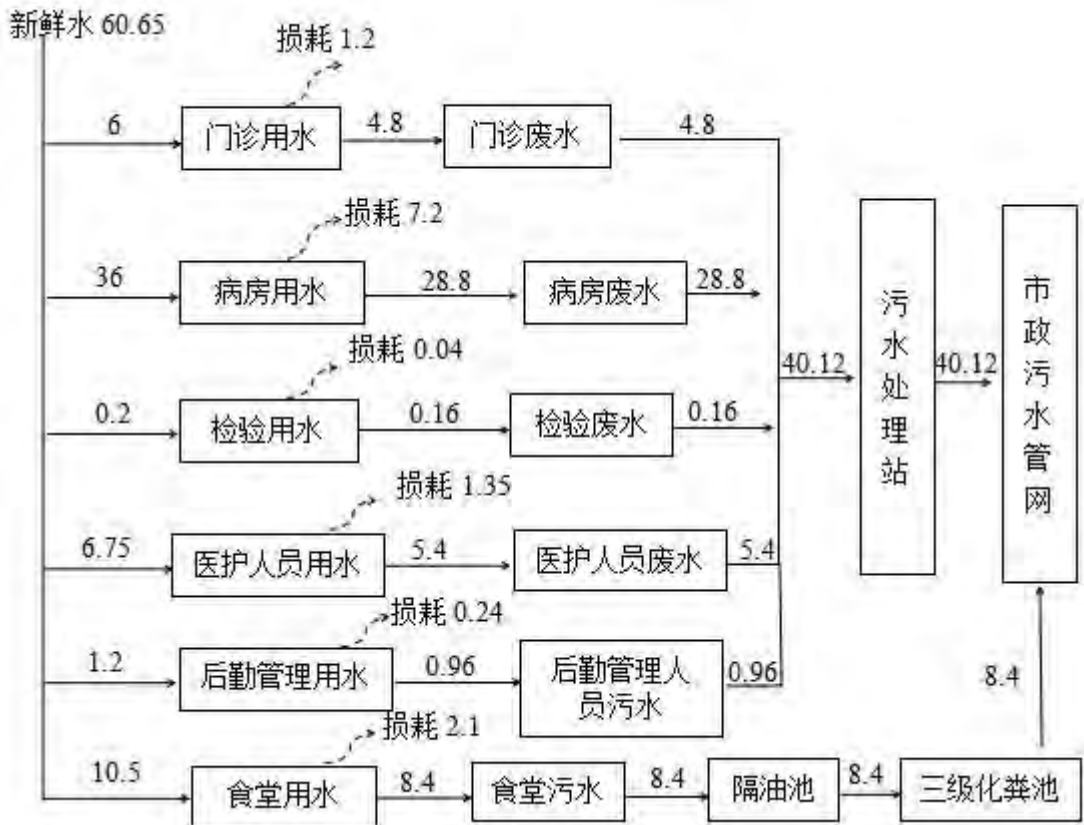 新鲜水 60.65
损耗 1.2
6
门诊用水
4.8
门诊废水
4.8
损耗 7.2
36
病房用水
28.8
病房废水
28.8
损耗 0.04
0.2
检验用水
0.16
检验废水
0.16
40.12
污水处理站
40.12
市政污水管网
损耗 1.35
6.75
医护人员用水
5.4
医护人员废水
5.4
损耗 0.24
1.2
后勤管理用水
0.96
后勤管理人
员污水
0.96
8.4
损耗 2.1
10.5
食堂用水
8.4
食堂污水
8.4
隔油池
8.4
三级化粪池